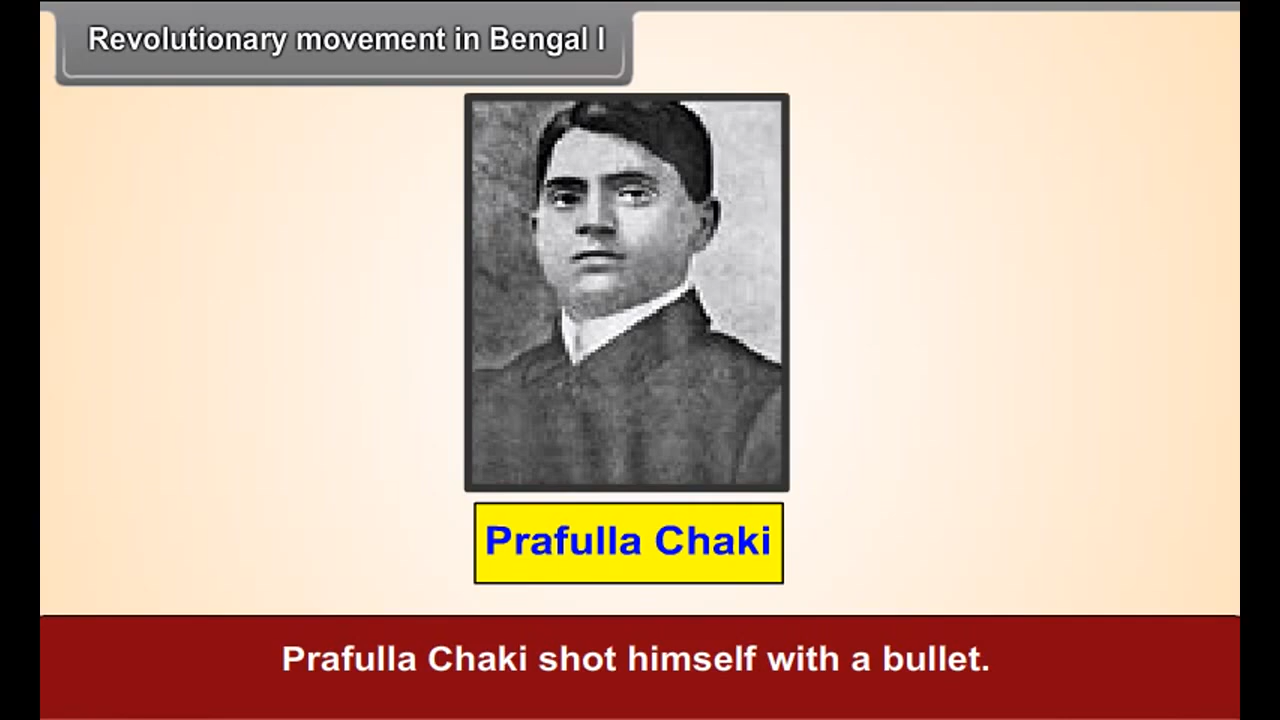 Revolutionary movement in Bengal I
Prafulla Chaki
Prafulla Chaki shot himself with a bullet.